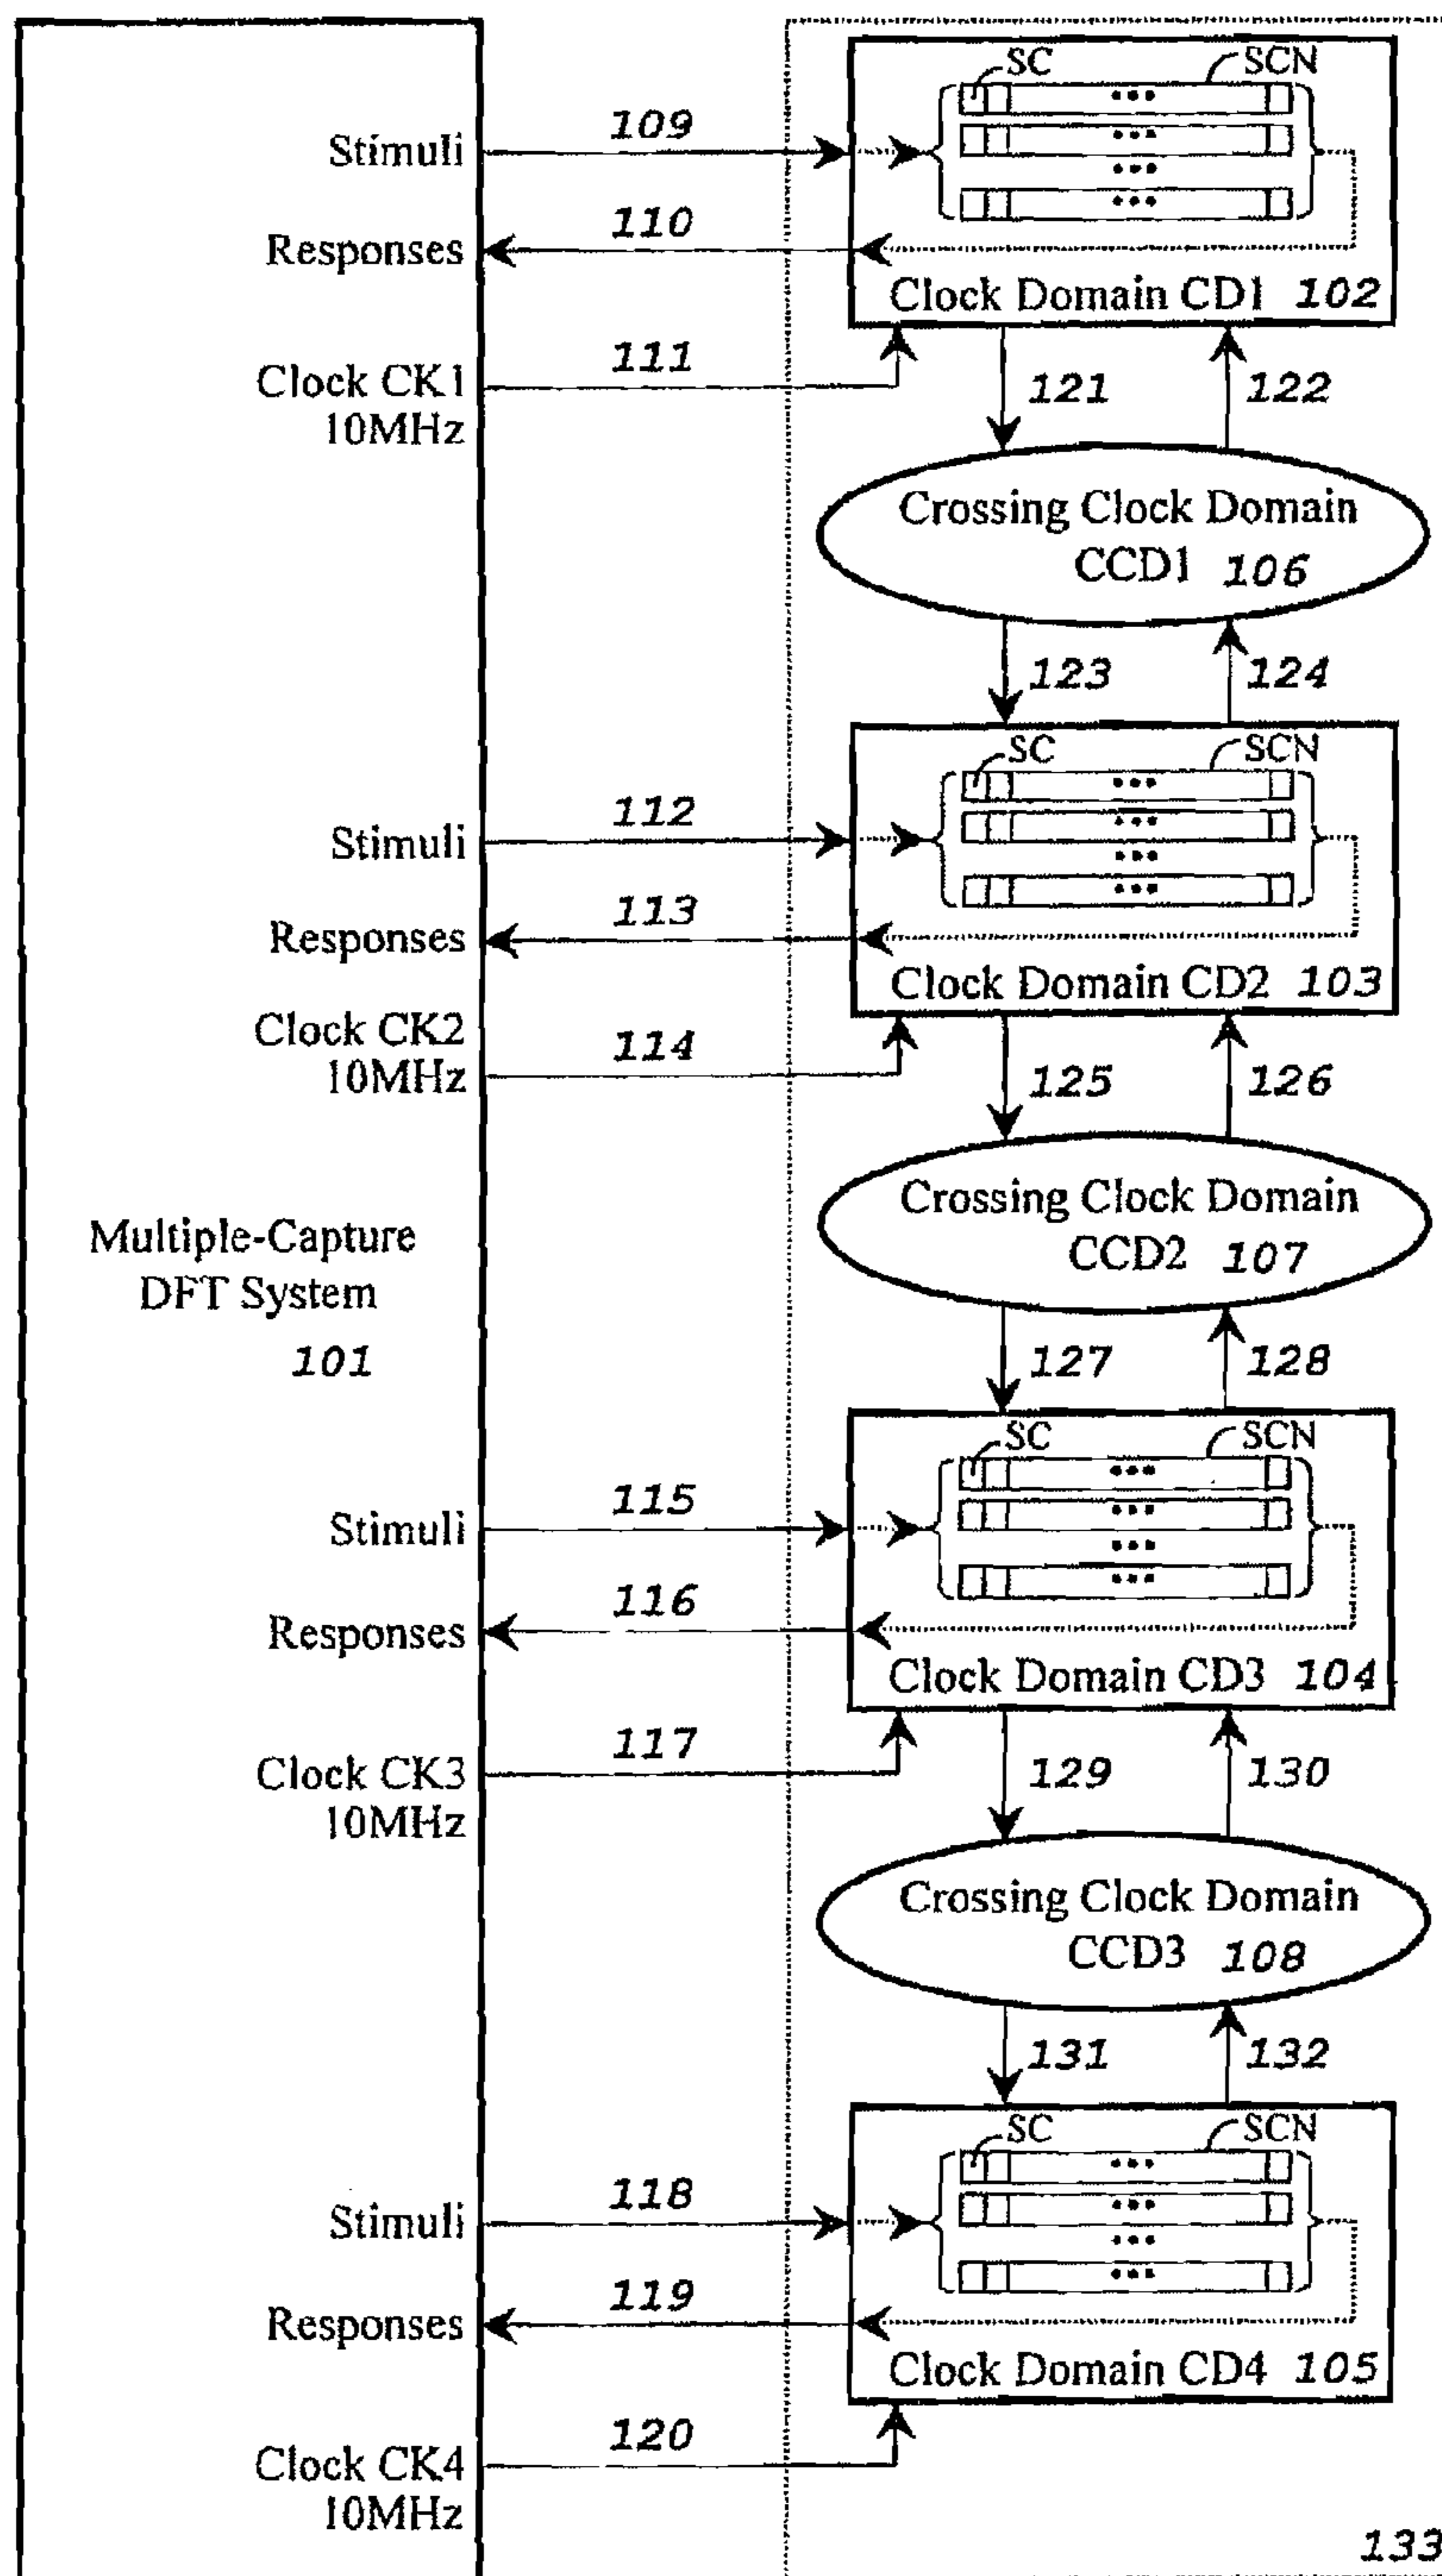 SC SCN
109
Stimuli
110
Responses
Clock Domain CD1 102
111
Clock CK1
10MHz
121 122
Crossing Clock Domain
CCD1 106
123 124
SC SCN
112
Stimuli
113
Responses
Clock Domain CD2 103
Clock CK2
10MHz
114
125 126
Crossing Clock Domain
CCD2 107
Multiple-Capture
DFT System
101
127 128
SC SCN
115
Stimuli
116
Responses
Clock Domain CD3 104
117
Clock CK3
10MHz
129 130
Crossing Clock Domain
CCD3 108
131 132
SC SCN
118
Stimuli
119
Responses
Clock Domain CD4 105
120
Clock CK4
10MHz
133